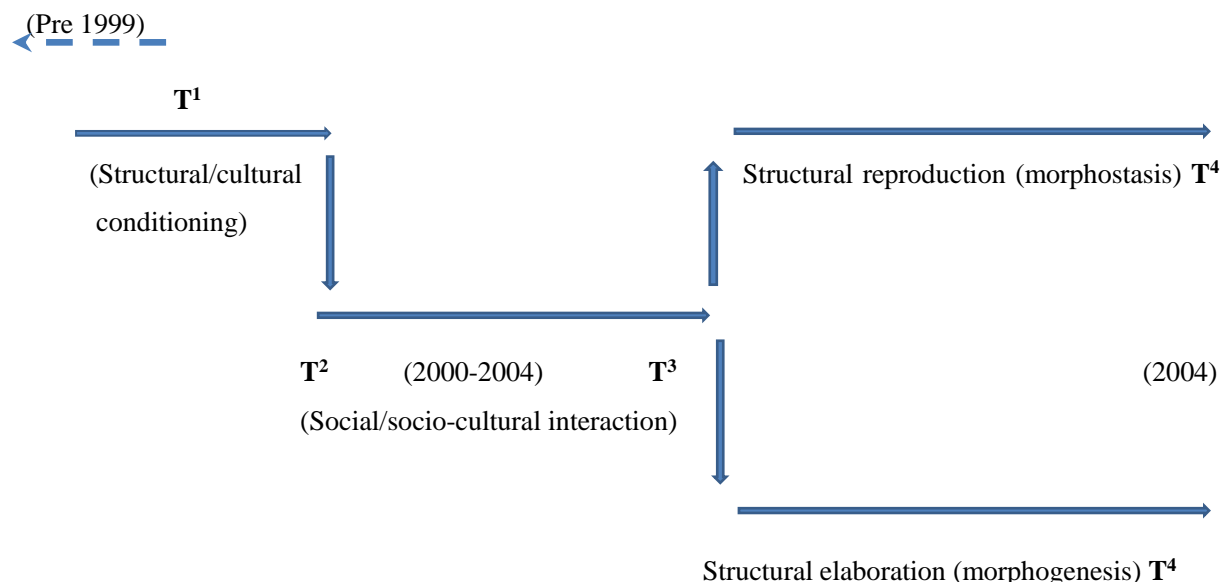 (Pre 1999)
T¹
(Structural/cultural
conditioning)
Structural reproduction (morphostasis) T⁴
T² (2000-2004) T³ (2004)
(Social/socio-cultural interaction)
Structural elaboration (morphogenesis) T⁴